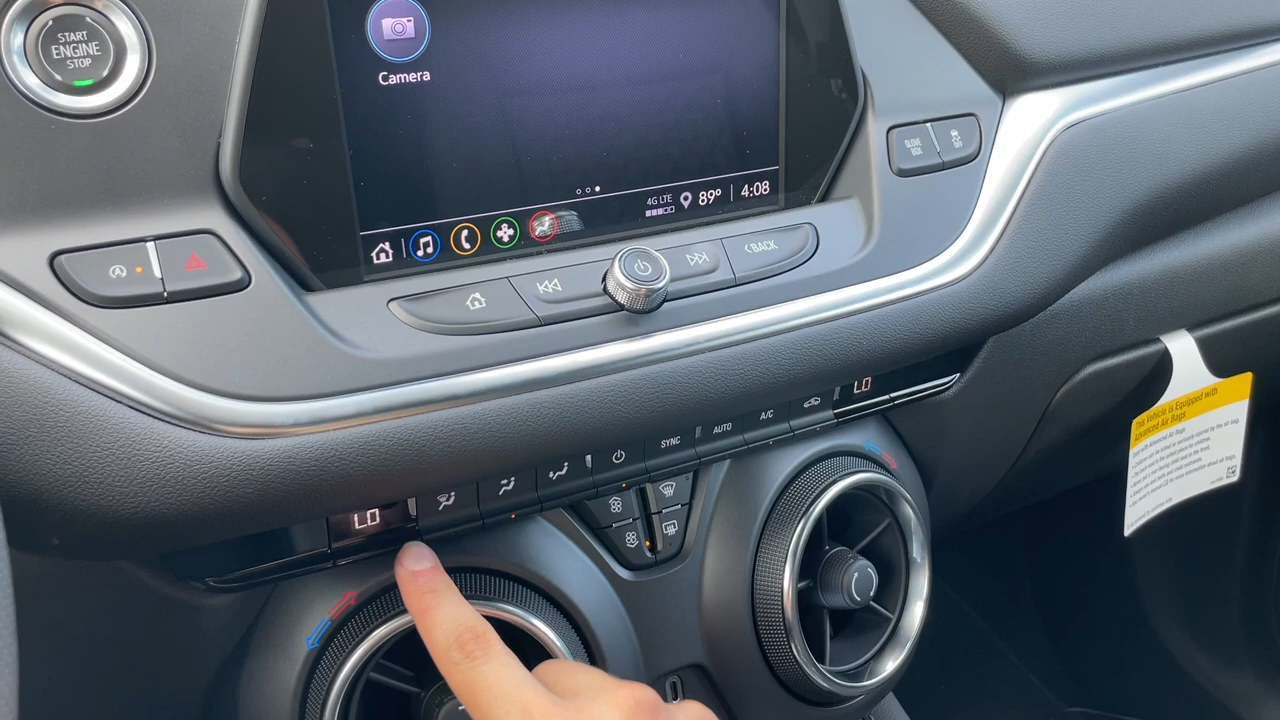 START
ENGINE
STOP
Camera
4G LTE
89°
4:08
GLOVE
BOX
OFF
A
<BACK
LO
A/C
AUTO
SYNC
LO
This Vehicle is Equipped with
Advanced Air Bags